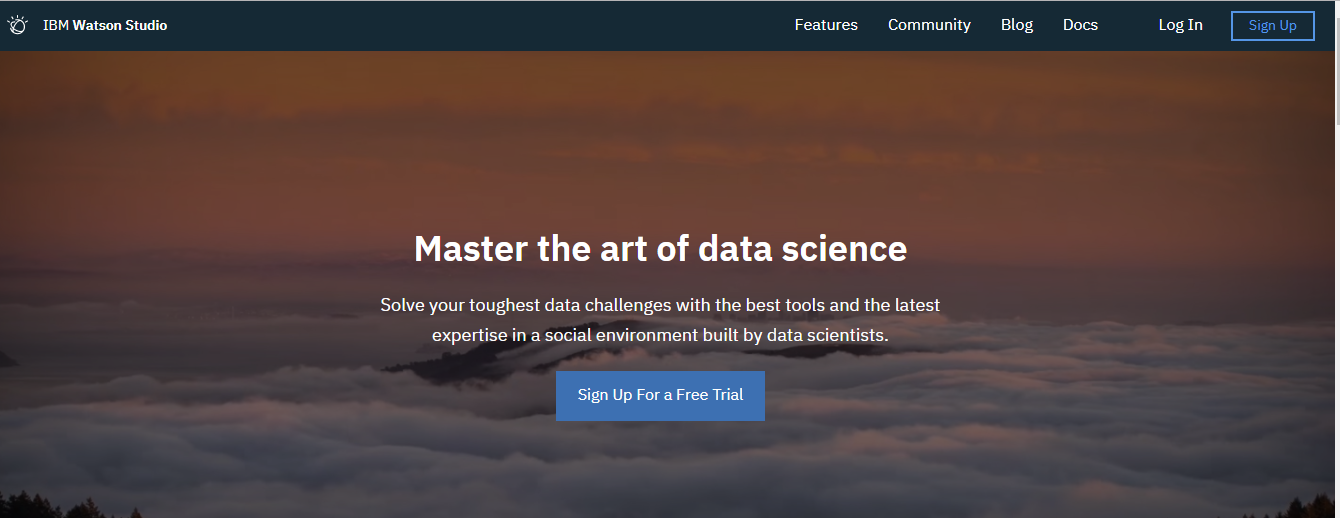 IBM Watson Studio
Features
Community
Blog
Docs
Log In
Sign Up
Master the art of data science
Solve your toughest data challenges with the best tools and the latest
expertise in a social environment built by data scientists.
Sign Up For a Free Trial